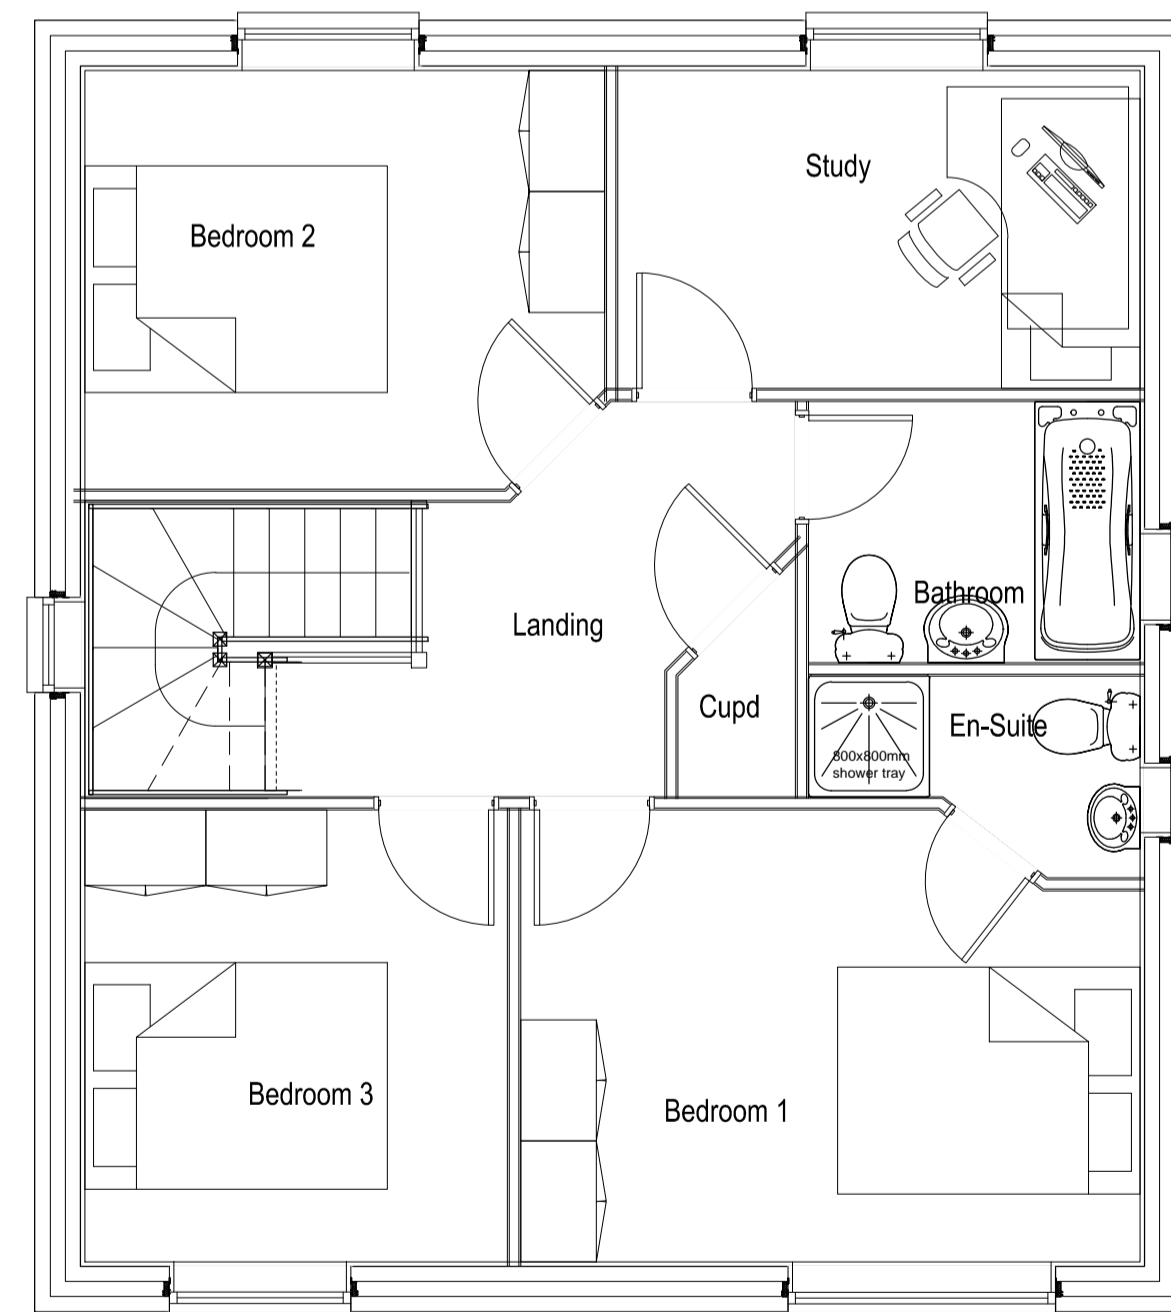 Study
Bedroom 2
Bathroom
Landing
Cupd
En-Suite
800x800mm
shower tray
Bedroom 3
Bedroom 1